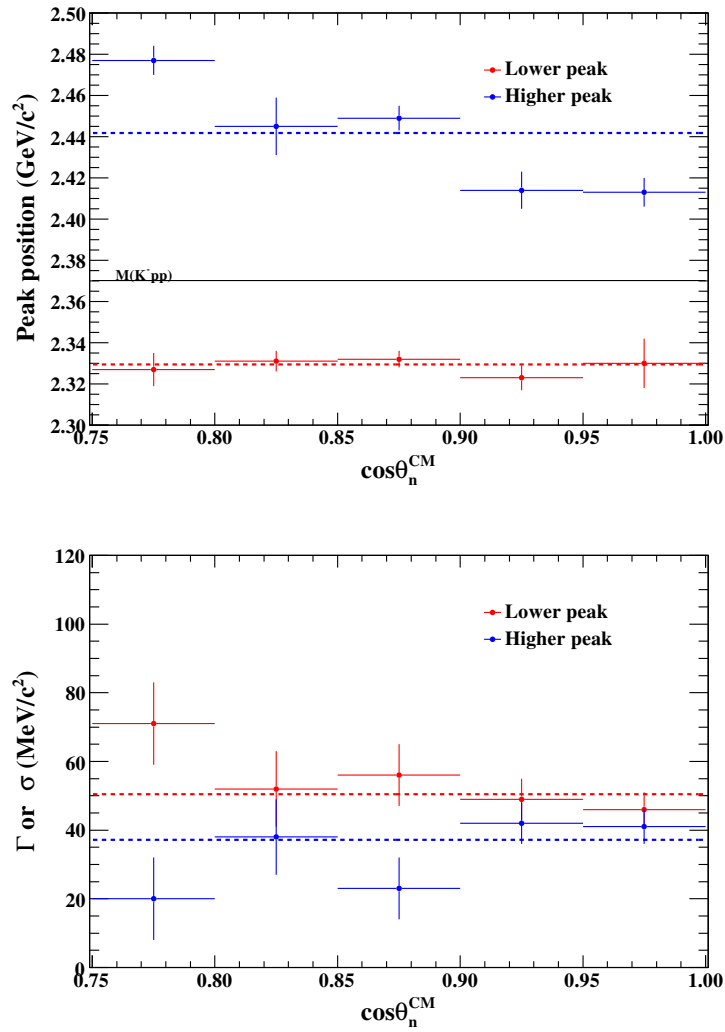 2.50
2.48
2.46
2.44
2.42
2.40
2.38
2.36
2.34
2.32
2.30
Peak position (GeV/c²)
Lower peak
Higher peak
M(K⁻pp)
0.75 0.80 0.85 0.90 0.95 1.00
cosθₙᶜᴹ
120
100
80
60
40
20
0
Γ or σ (MeV/c²)
Lower peak
Higher peak
0.75 0.80 0.85 0.90 0.95 1.00
cosθₙᶜᴹ